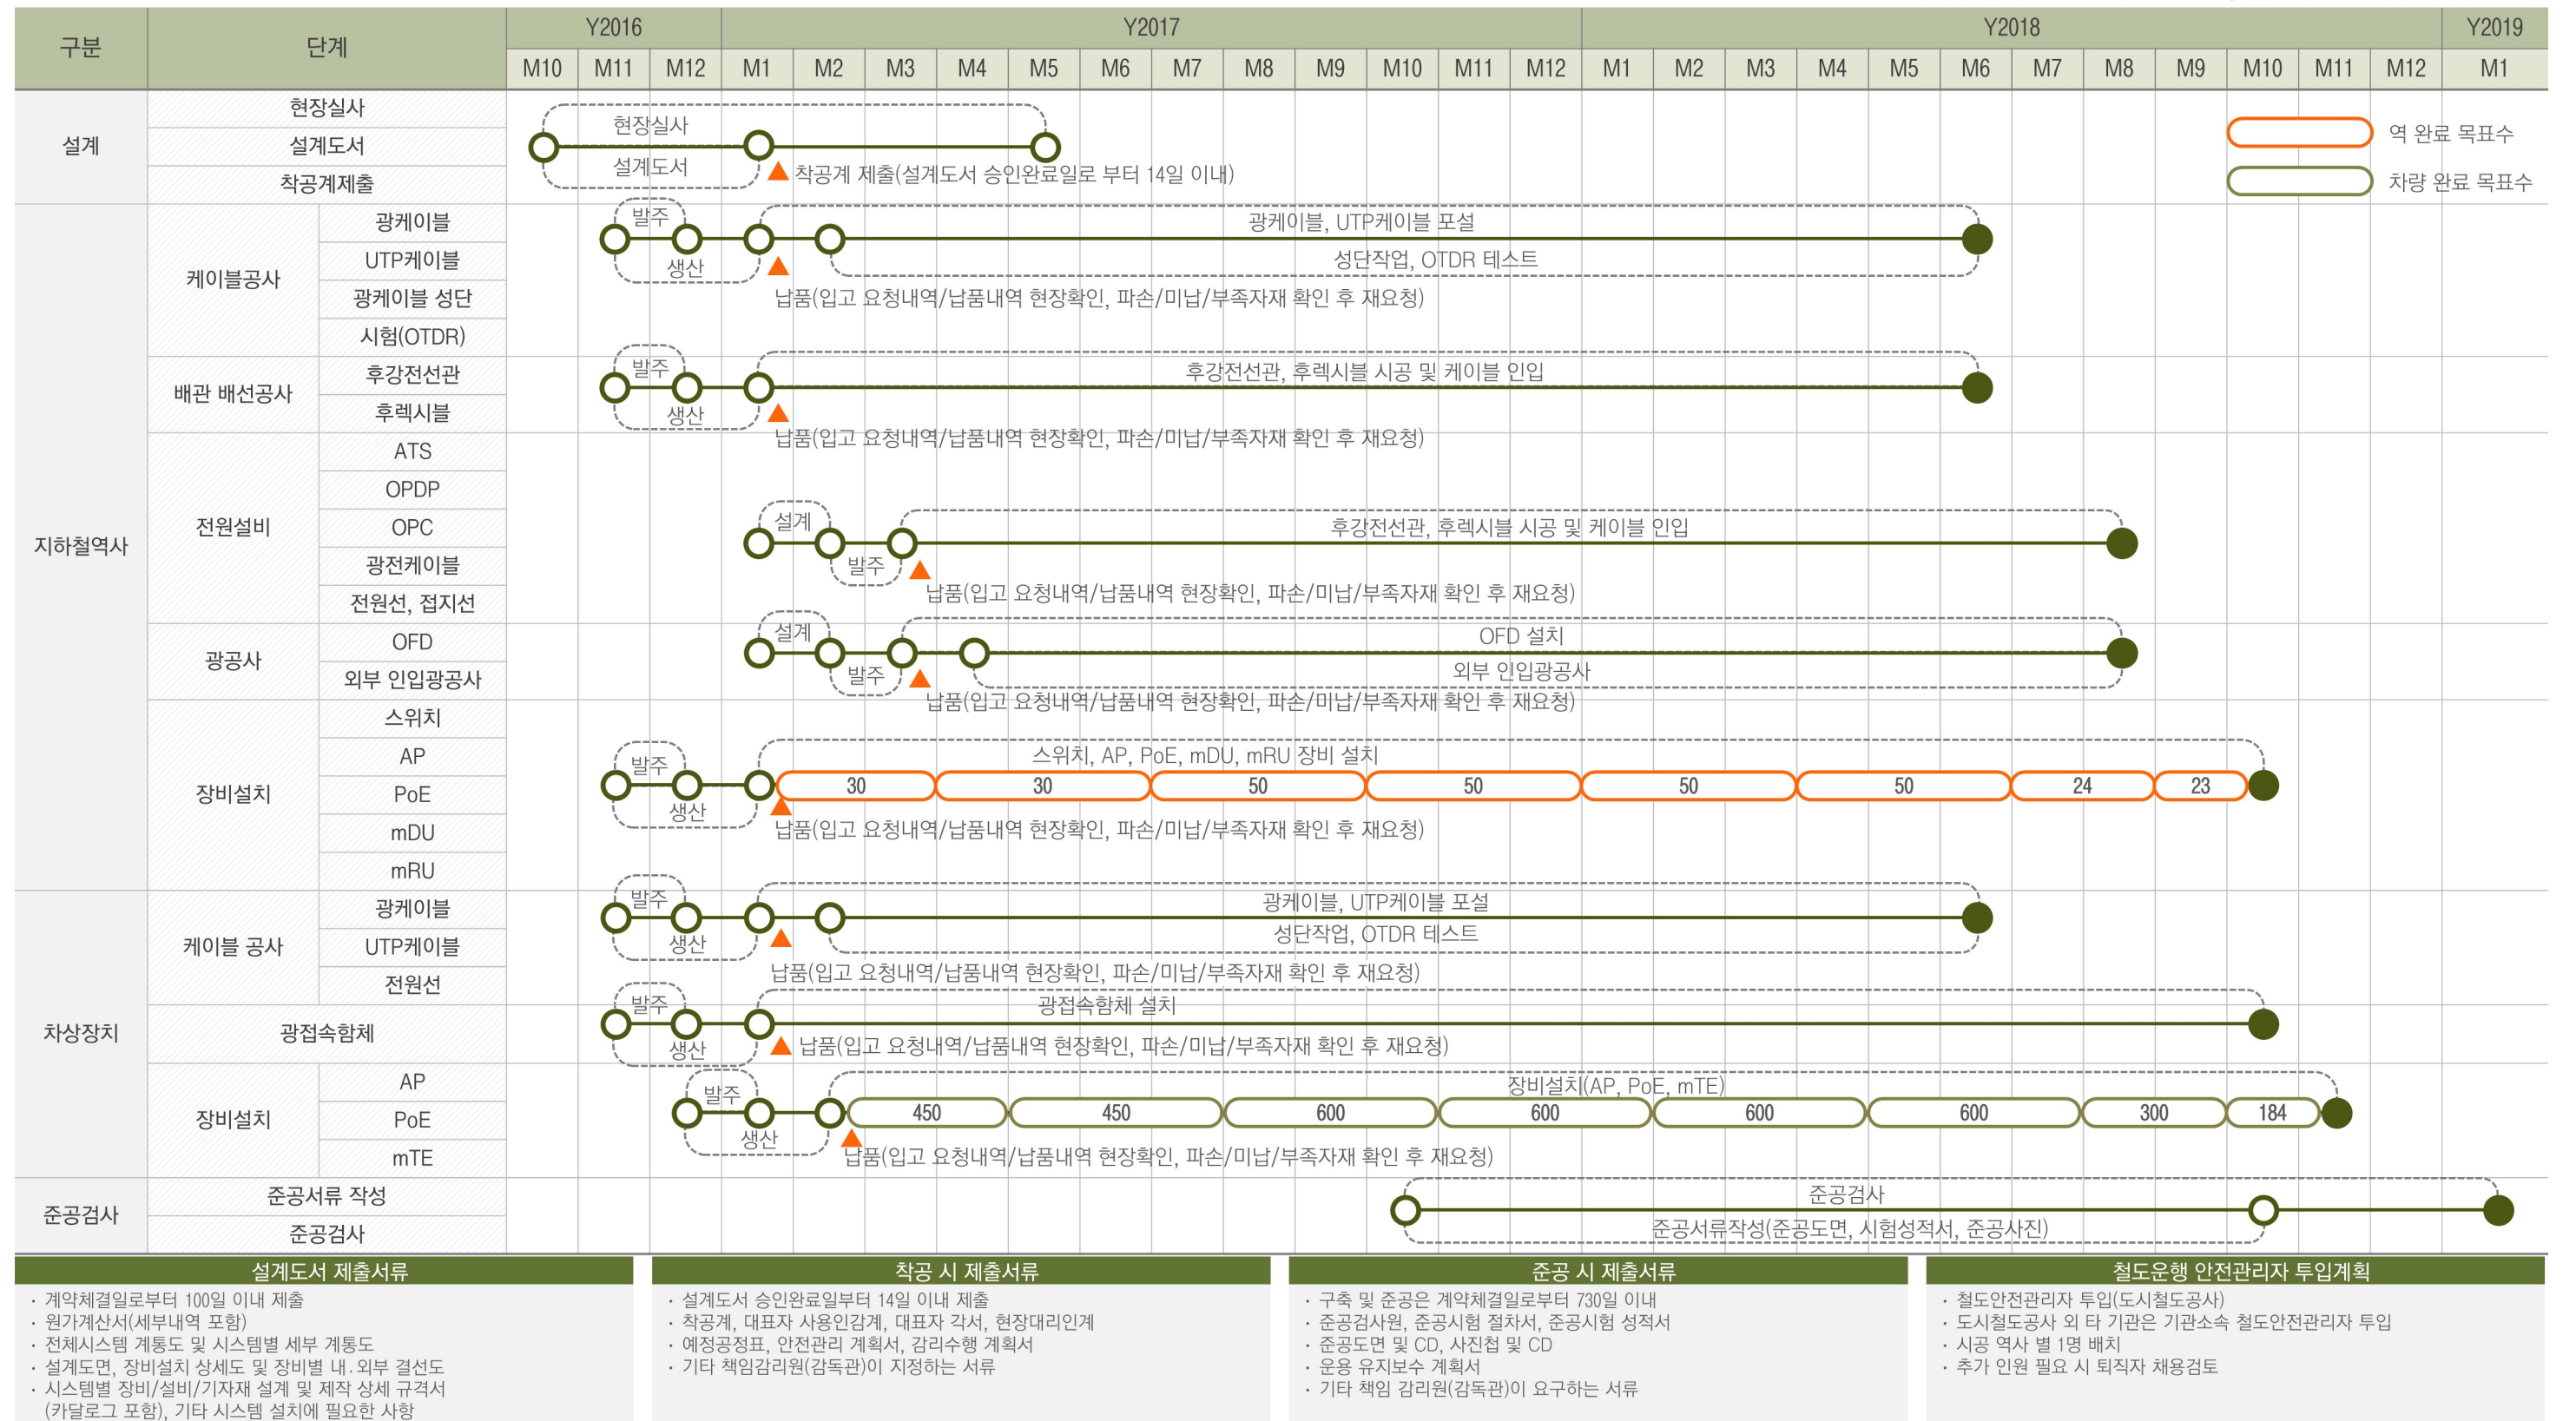 구분
단계
Y2016
Y2017
Y2018
Y2019
M10 M11 M12 M1 M2 M3 M4 M5 M6 M7 M8 M9 M10 M11 M12 M1 M2 M3 M4 M5 M6 M7 M8 M9 M10 M11 M12 M1
설계
현장실사
설계도서
착공계제출
현장실사
설계도서
착공계 제출(설계도서 승인완료일로 부터 14일 이내)
역 완료 목표수
차량 완료 목표수
지하철역사
케이블공사
광케이블
UTP케이블
광케이블 성단
시험(OTDR)
발주
생산
광케이블, UTP케이블 포설
성단작업, OTDR 테스트
납품(입고 요청내역/납품내역 현장확인, 파손/미납/부족자재 확인 후 재요청)
배관 배선공사
후강전선관
후렉시블
발주
생산
후강전선관, 후렉시블 시공 및 케이블 인입
납품(입고 요청내역/납품내역 현장확인, 파손/미납/부족자재 확인 후 재요청)
전원설비
ATS
OPDP
OPC
광전케이블
전원선, 접지선
설계
발주
후강전선관, 후렉시블 시공 및 케이블 인입
납품(입고 요청내역/납품내역 현장확인, 파손/미납/부족자재 확인 후 재요청)
광공사
OFD
외부 인입광공사
설계
발주
OFD 설치
외부 인입광공사
납품(입고 요청내역/납품내역 현장확인, 파손/미납/부족자재 확인 후 재요청)
장비설치
스위치
AP
PoE
mDU
mRU
발주
생산
스위치, AP, PoE, mDU, mRU 장비 설치
30 30 50 50 50 50 24 23
납품(입고 요청내역/납품내역 현장확인, 파손/미납/부족자재 확인 후 재요청)
차상장치
케이블 공사
광케이블
UTP케이블
전원선
발주
생산
광케이블, UTP케이블 포설
성단작업, OTDR 테스트
납품(입고 요청내역/납품내역 현장확인, 파손/미납/부족자재 확인 후 재요청)
광접속함체
발주
생산
광접속함체 설치
납품(입고 요청내역/납품내역 현장확인, 파손/미납/부족자재 확인 후 재요청)
장비설치
AP
PoE
mTE
발주
생산
장비설치(AP, PoE, mTE)
450 450 600 600 600 600 300 184
납품(입고 요청내역/납품내역 현장확인, 파손/미납/부족자재 확인 후 재요청)
준공검사
준공서류 작성
준공검사
준공검사
준공서류작성(준공도면, 시험성적서, 준공사진)
설계도서 제출서류
· 계약체결일로부터 100일 이내 제출
· 원가계산서(세부내역 포함)
· 전체시스템 계통도 및 시스템별 세부 계통도
· 설계도면, 장비설치 상세도 및 장비별 내.외부 결선도
· 시스템별 장비/설비/기자재 설계 및 제작 상세 규격서
(카달로그 포함), 기타 시스템 설치에 필요한 사항
착공 시 제출서류
· 설계도서 승인완료일부터 14일 이내 제출
· 착공계, 대표자 사용인감계, 대표자 각서, 현장대리인계
· 예정공정표, 안전관리 계획서, 감리수행 계획서
· 기타 책임감리원(감독관)이 지정하는 서류
준공 시 제출서류
· 구축 및 준공은 계약체결일로부터 730일 이내
· 준공검사원, 준공시험 절차서, 준공시험 성적서
· 준공도면 및 CD, 사진첩 및 CD
· 운용 유지보수 계획서
· 기타 책임 감리원(감독관)이 요구하는 서류
철도운행 안전관리자 투입계획
· 철도안전관리자 투입(도시철도공사)
· 도시철도공사 외 타 기관은 기관소속 철도안전관리자 투입
· 시공 역사 별 1명 배치
· 추가 인원 필요 시 퇴직자 채용검토